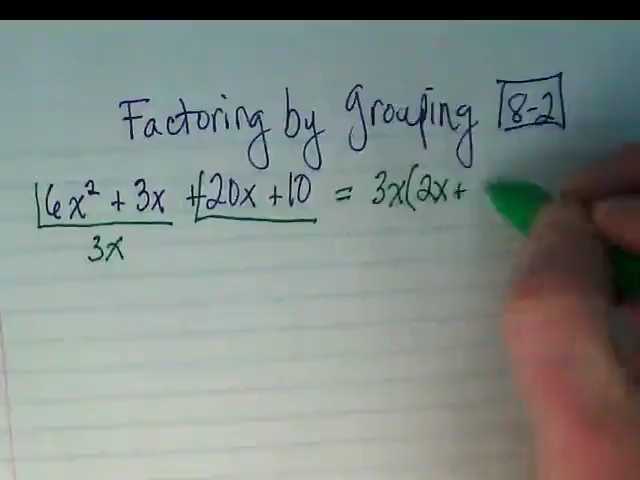 Factoring by grouping 8-2
6x² + 3x + 20x + 10 = 3x(2x +
3x